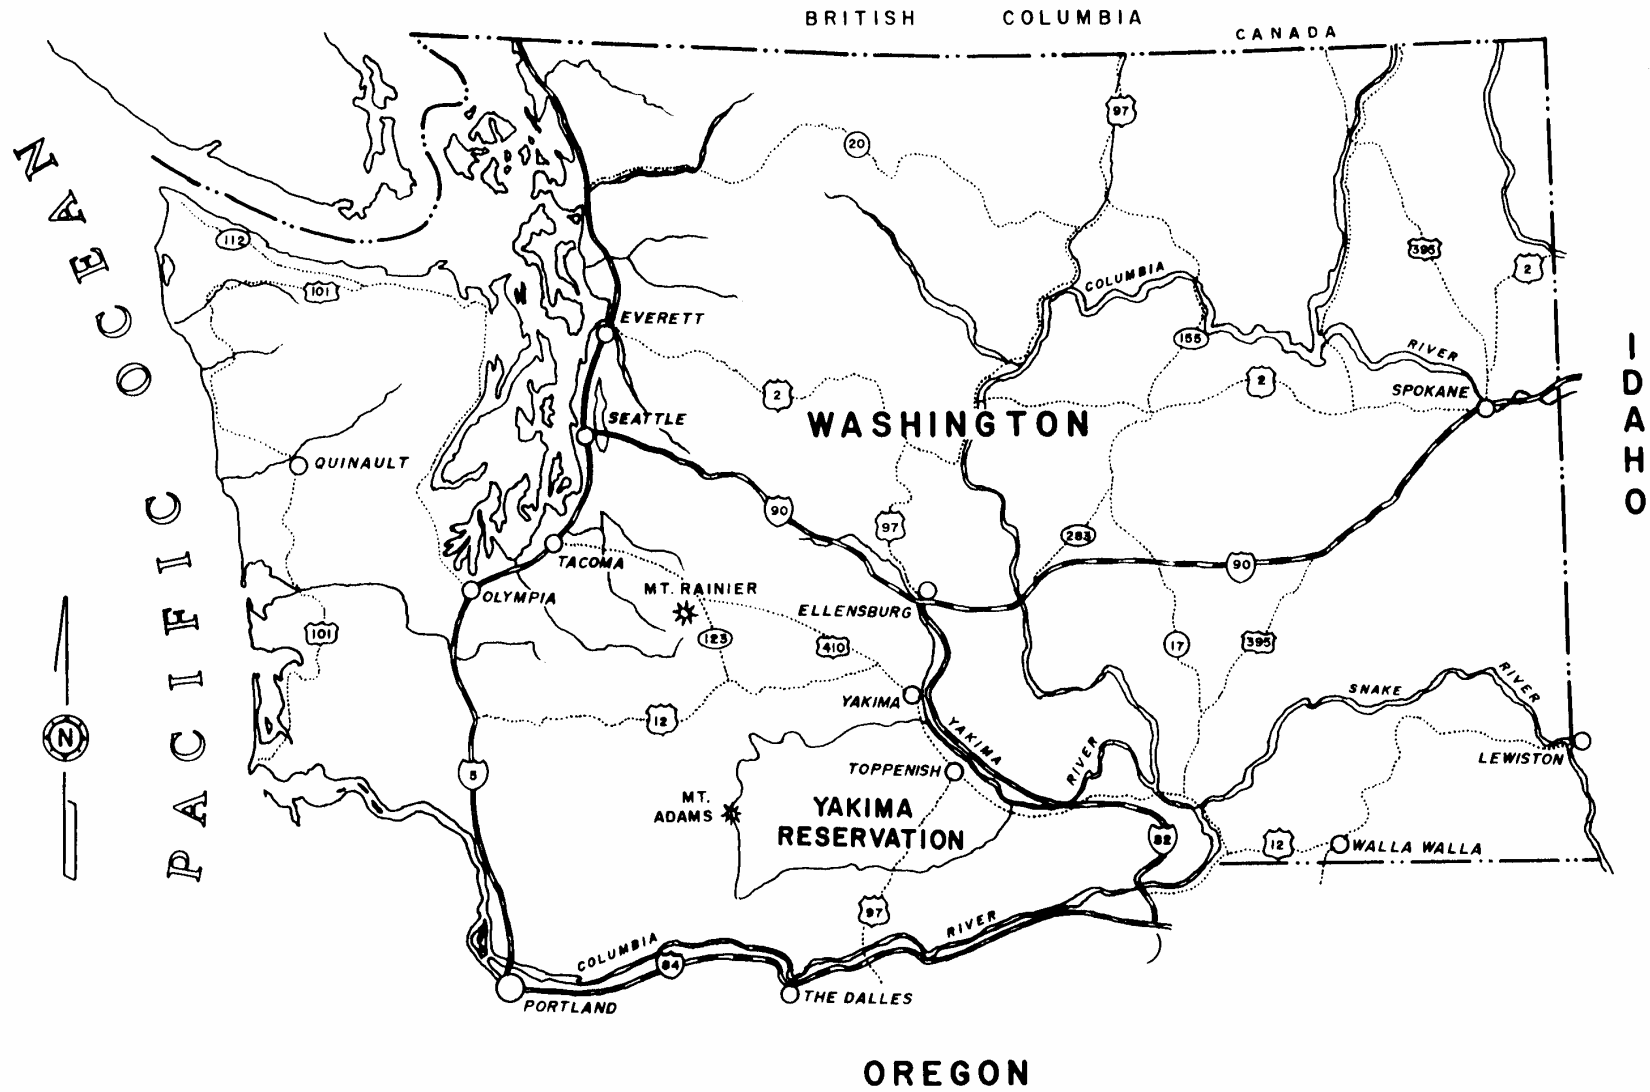 BRITISH COLUMBIA
CANADA
PACIFIC OCEAN
97
20
112
101
395
2
COLUMBIA
EVERETT
155
RIVER
IDAHO
2
2
SPOKANE
WASHINGTON
SEATTLE
QUINAULT
90
97
283
TACOMA
90
MT. RAINIER
OLYMPIA
ELLENSBURG
101
123
410
17
395
SNAKE
RIVER
YAKIMA
12
YAKIMA
RIVER
N
LEWISTON
5
TOPPENISH
MT.
ADAMS
YAKIMA
RESERVATION
82
12
WALLA WALLA
97
RIVER
COLUMBIA
84
THE DALLES
PORTLAND
OREGON